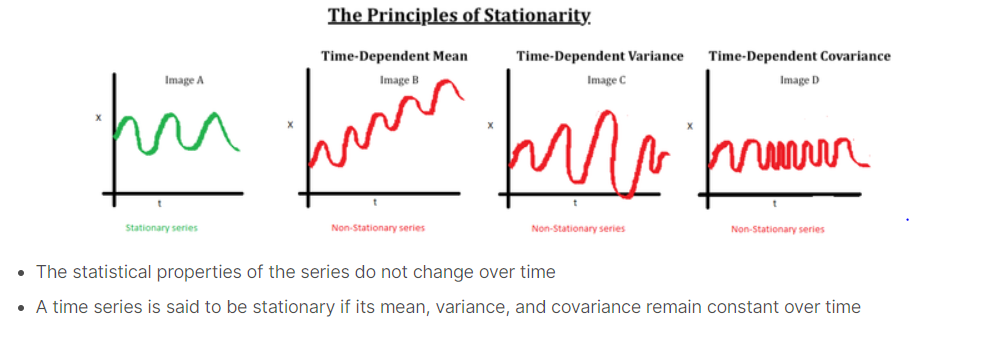 The Principles of Stationarity
Time-Dependent Mean Time-Dependent Variance Time-Dependent Covariance
Image A Image B Image C Image D
x x x x
t t t t
Stationary series Non-Stationary series Non-Stationary series Non-Stationary series
• The statistical properties of the series do not change over time
• A time series is said to be stationary if its mean, variance, and covariance remain constant over time